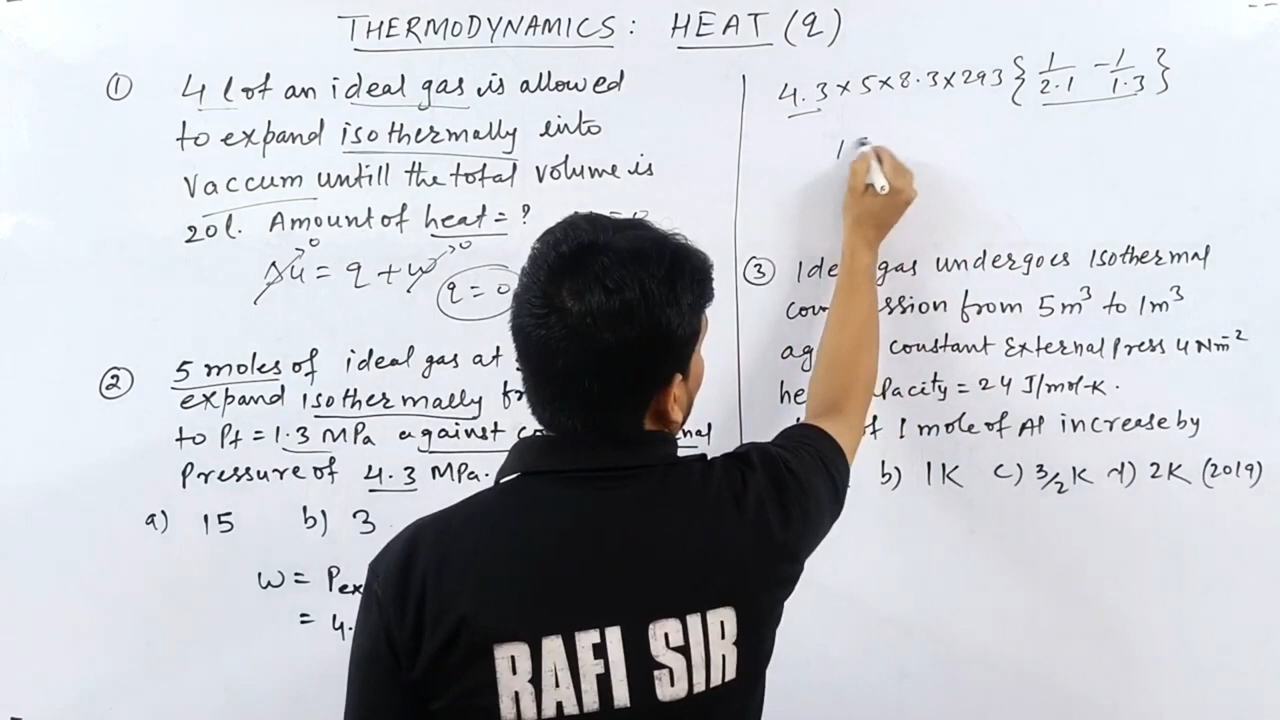 THERMODYNAMICS: HEAT (q)
① 4 l of an ideal gas is allowed
to expand isothermally into
Vaccum untill the total volume is
20l. Amount of heat = ?
Δu→0 = q + w→0
q = 0
② 5 moles of ideal gas at
expand isothermally
to Pf = 1.3 MPa against
Pressure of 4.3 MPa.
a) 15 b) 3
w = Pex
= 4.
4.3 × 5 × 8.3 × 293 { 1/2.1 - 1/1.3 }
③ gas undergoes isothermal
from 5m³ to 1m³
constant External Press 4 Nm⁻²
= 24 J/mol-K.
1 mole of Al increase by
b) 1K c) 3/2 K d) 2K (2019)
RAFI SIR